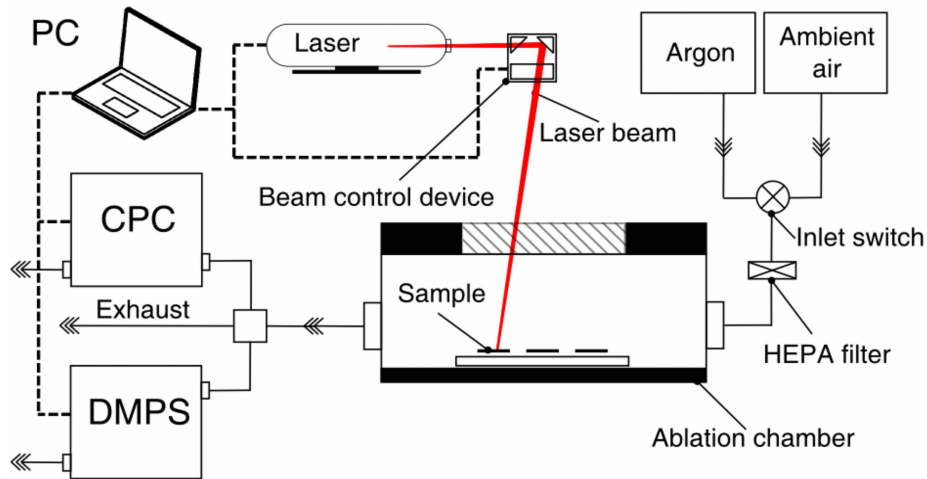 PC
Laser
Argon
Ambient
air
Laser beam
Beam control device
CPC
Inlet switch
Sample
Exhaust
HEPA filter
DMPS
Ablation chamber